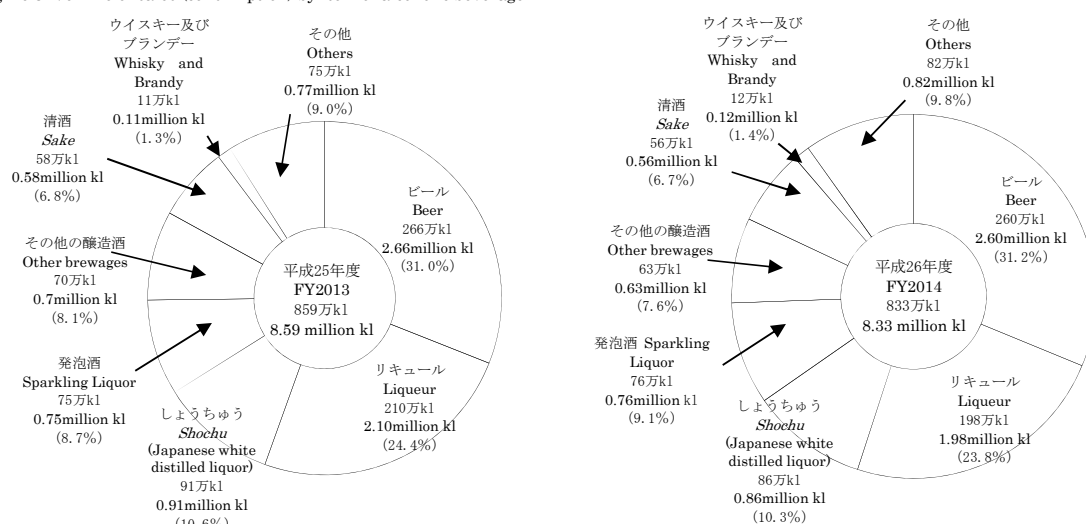 ウイスキー及び
ブランデー
Whisky and
Brandy
11万kl
0.11million kl
(1.3%)
その他
Others
75万kl
0.77million kl
(9.0%)
清酒
Sake
58万kl
0.58million kl
(6.8%)
ビール
Beer
266万kl
2.66million kl
(31.0%)
その他の醸造酒
Other brewages
70万kl
0.7million kl
(8.1%)
平成25年度
FY2013
859万kl
8.59 million kl
発泡酒
Sparkling Liquor
75万kl
0.75million kl
(8.7%)
リキュール
Liqueur
210万kl
2.10million kl
(24.4%)
しょうちゅう
Shochu
(Japanese white
distilled liquor)
91万kl
0.91million kl
(10.6%)
ウイスキー及び
ブランデー
Whisky and
Brandy
12万kl
0.12million kl
(1.4%)
その他
Others
82万kl
0.82million kl
(9.8%)
清酒
Sake
56万kl
0.56million kl
(6.7%)
ビール
Beer
260万kl
2.60million kl
(31.2%)
その他の醸造酒
Other brewages
63万kl
0.63million kl
(7.6%)
平成26年度
FY2014
833万kl
8.33 million kl
発泡酒 Sparkling
Liquor
76万kl
0.76million kl
(9.1%)
リキュール
Liqueur
198万kl
1.98million kl
(23.8%)
しょうちゅう
Shochu
(Japanese white
distilled liquor)
86万kl
0.86million kl
(10.3%)